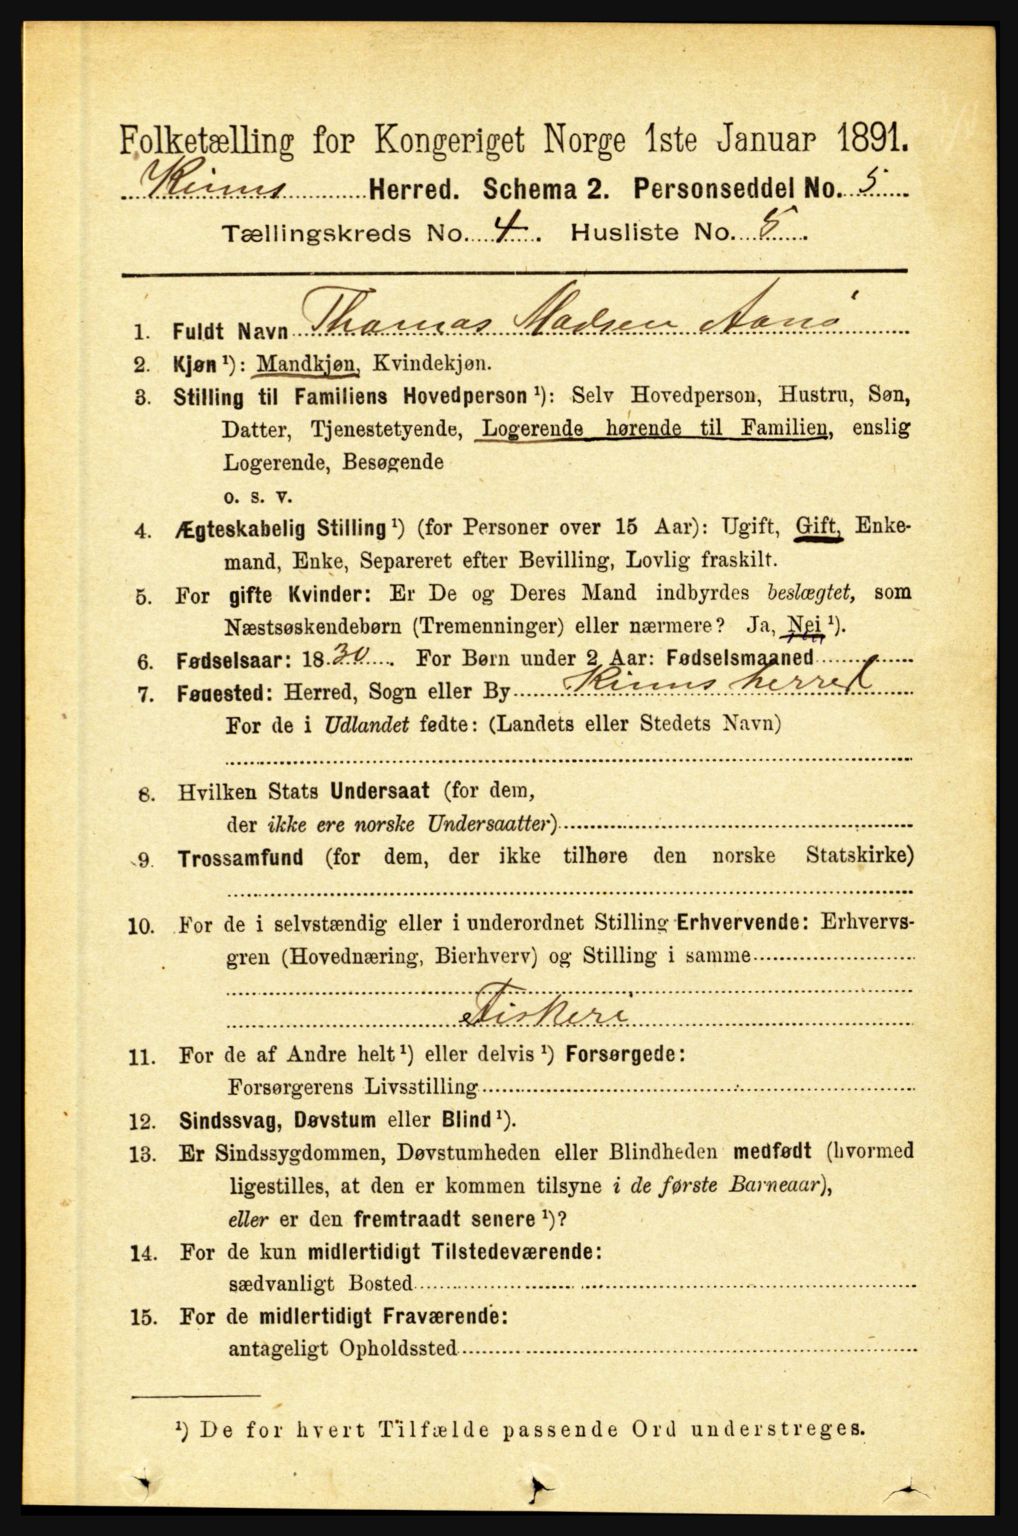 Folketælling for Kongeriget Norge 1ste Januar 1891.
Kinns Herred. Schema 2. Personseddel No. 5
Tællingskreds No. 4. Husliste No. 5.
1. Fuldt Navn Thomas Madsen Aanø
2. Kjøn ¹): Mandkjøn, Kvindekjøn.
3. Stilling til Familiens Hovedperson ¹): Selv Hovedperson, Hustru, Søn,
Datter, Tjenestetyende, Logerende hørende til Familien, enslig
Logerende, Besøgende
o. s. v.
4. Ægteskabelig Stilling ¹) (for Personer over 15 Aar): Ugift, Gift, Enke-
mand, Enke, Separeret efter Bevilling, Lovlig fraskilt.
5. For gifte Kvinder: Er De og Deres Mand indbyrdes beslægtet, som
Næstsøskendebørn (Tremenninger) eller nærmere? Ja, Nei ¹).
6. Fødselsaar: 1830. For Børn under 2 Aar: Fødselsmaaned
7. Føuested: Herred, Sogn eller By Kinns herred
For de i Udlandet fødte: (Landets eller Stedets Navn)
8. Hvilken Stats Undersaat (for dem,
der ikke ere norske Undersaatter)
9. Trossamfund (for dem, der ikke tilhøre den norske Statskirke)
10. For de i selvstændig eller i underordnet Stilling Erhvervende: Erhvervs-
gren (Hovednæring, Bierhverv) og Stilling i samme
Fiskeri
11. For de af Andre helt ¹) eller delvis ¹) Forsørgede:
Forsørgerens Livsstilling
12. Sindssvag, Døvstum eller Blind ¹).
13. Er Sindssygdommen, Døvstumheden eller Blindheden medfødt (hvormed
ligestilles, at den er kommen tilsyne i de første Barneaar),
eller er den fremtraadt senere ¹)?
14. For de kun midlertidigt Tilstedeværende:
sædvanligt Bosted
15. For de midlertidigt Fraværende:
antageligt Opholdssted
¹) De for hvert Tilfælde passende Ord understreges.